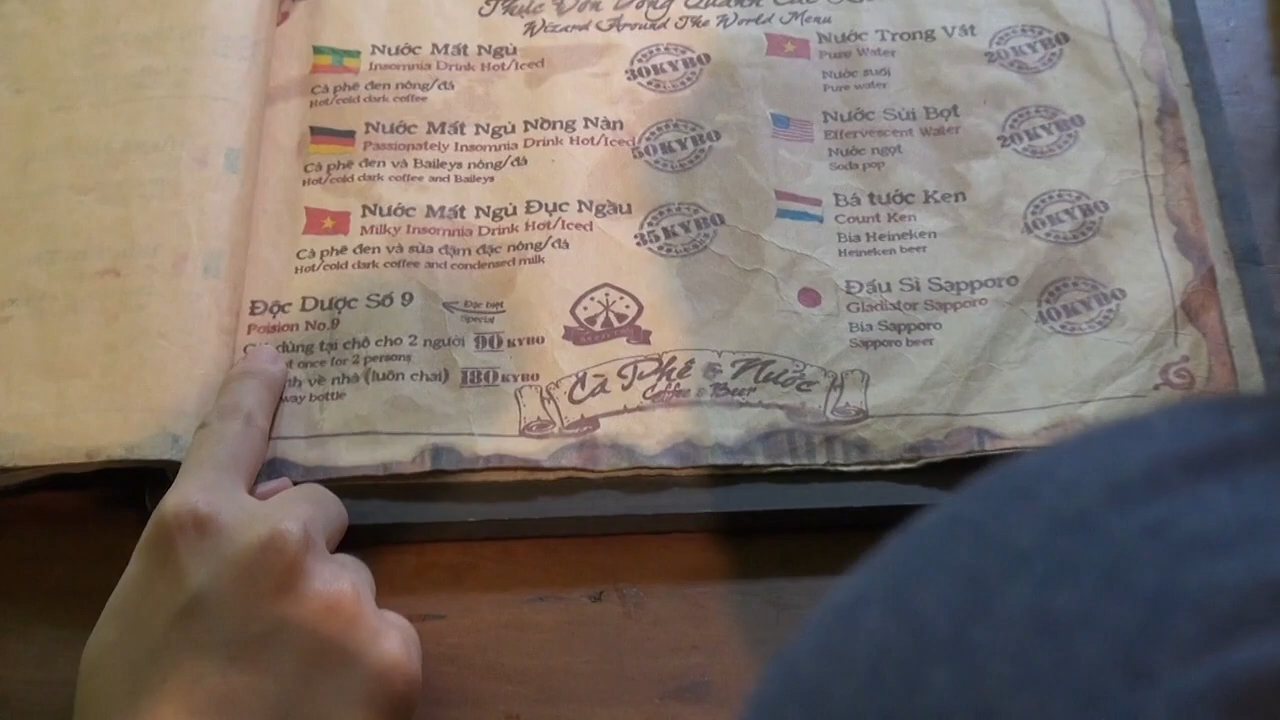 Thức Uống Vòng Quanh Các
Wizard Around The World Menu
Nước Mất Ngủ
Insomnia Drink Hot/Iced
30KYBO
Cà phê đen nóng/đá
Hot/cold dark coffee
Nước Mất Ngủ Nồng Nàn
Passionately Insomnia Drink Hot/Iced
50KYBO
Cà phê đen và Baileys nóng/đá
Hot/cold dark coffee and Baileys
Nước Mất Ngủ Đục Ngầu
Milky Insomnia Drink Hot/Iced
35KYBO
Cà phê đen và sữa đậm đặc nóng/đá
Hot/cold dark coffee and condensed milk
Độc Dược Số 9
Poision No.9
Đặc biệt
Special
dùng tại chỗ cho 2 người 90 KYBO
at once for 2 persons
về nhà (luôn chai) 180 KYBO
way bottle
Nước Trong Vắt
Pure Water
20KYBO
Nước suối
Pure water
Nước Sủi Bọt
Effervescent Water
20KYBO
Nước ngọt
Soda pop
Bá tước Ken
Count Ken
40KYBO
Bia Heineken
Heineken beer
Đấu Sĩ Sapporo
Gladiator Sapporo
40KYBO
Bia Sapporo
Sapporo beer
Cà Phê & Nước
Coffee & Beer